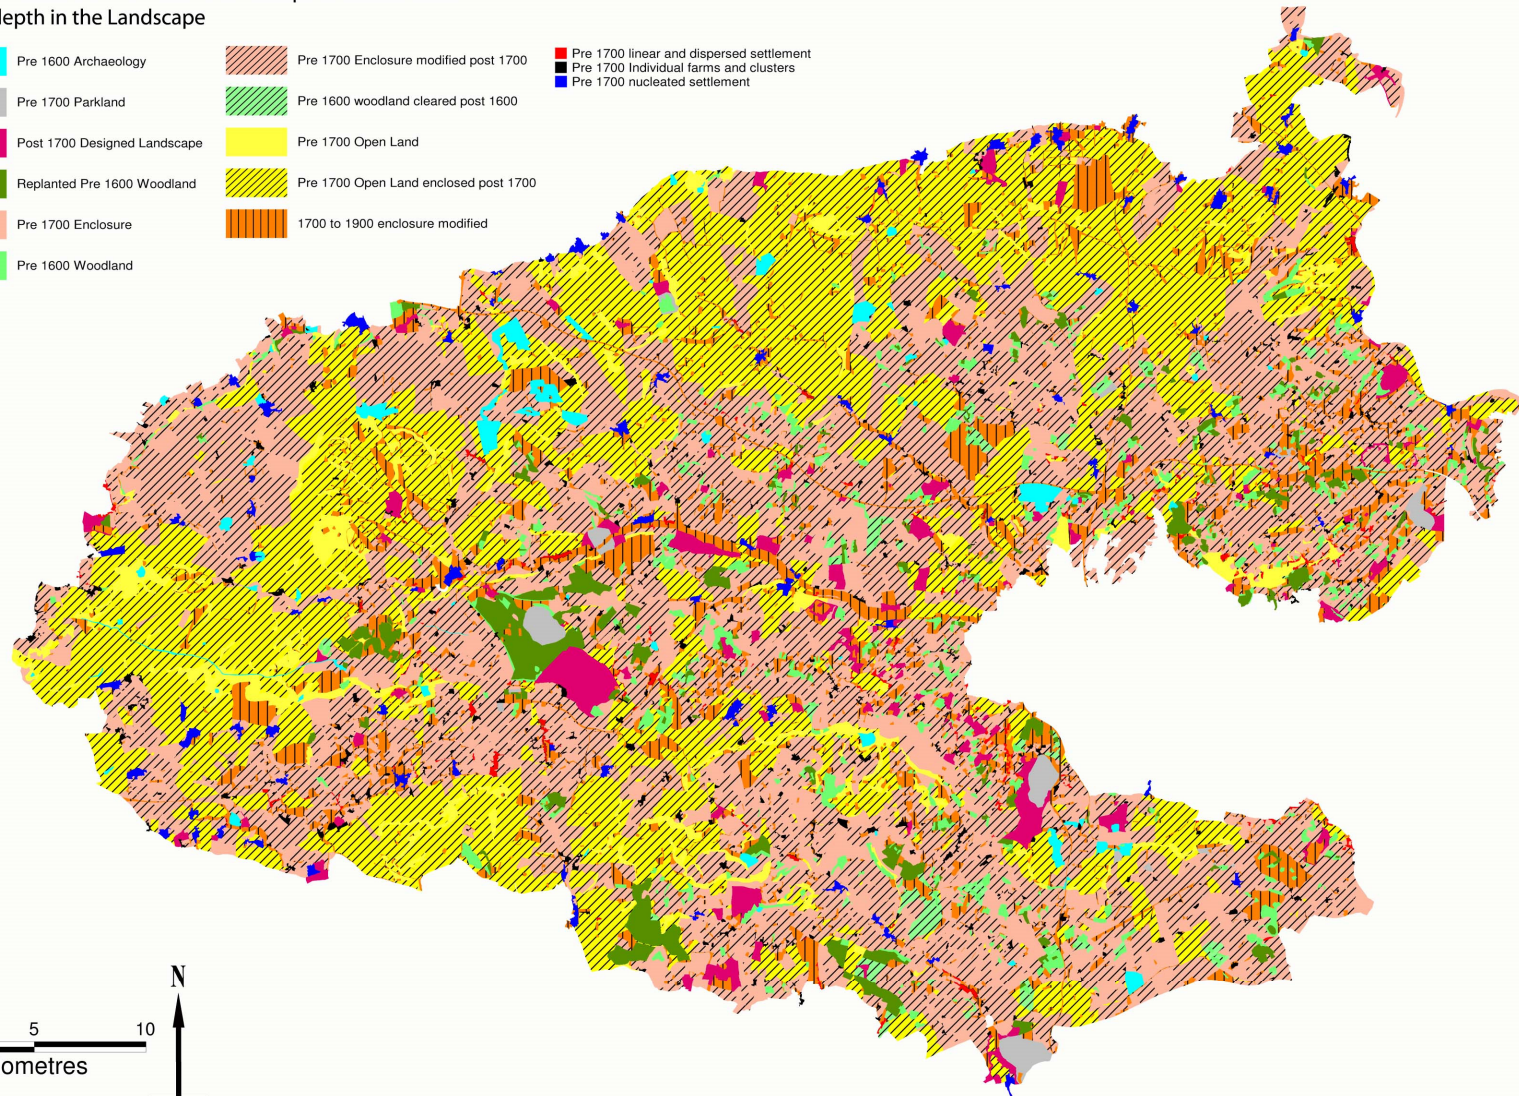 depth in the Landscape
Pre 1600 Archaeology
Pre 1700 Parkland
Post 1700 Designed Landscape
Replanted Pre 1600 Woodland
Pre 1700 Enclosure
Pre 1600 Woodland
Pre 1700 Enclosure modified post 1700
Pre 1600 woodland cleared post 1600
Pre 1700 Open Land
Pre 1700 Open Land enclosed post 1700
1700 to 1900 enclosure modified
Pre 1700 linear and dispersed settlement
Pre 1700 Individual farms and clusters
Pre 1700 nucleated settlement
N
5 10
ometres